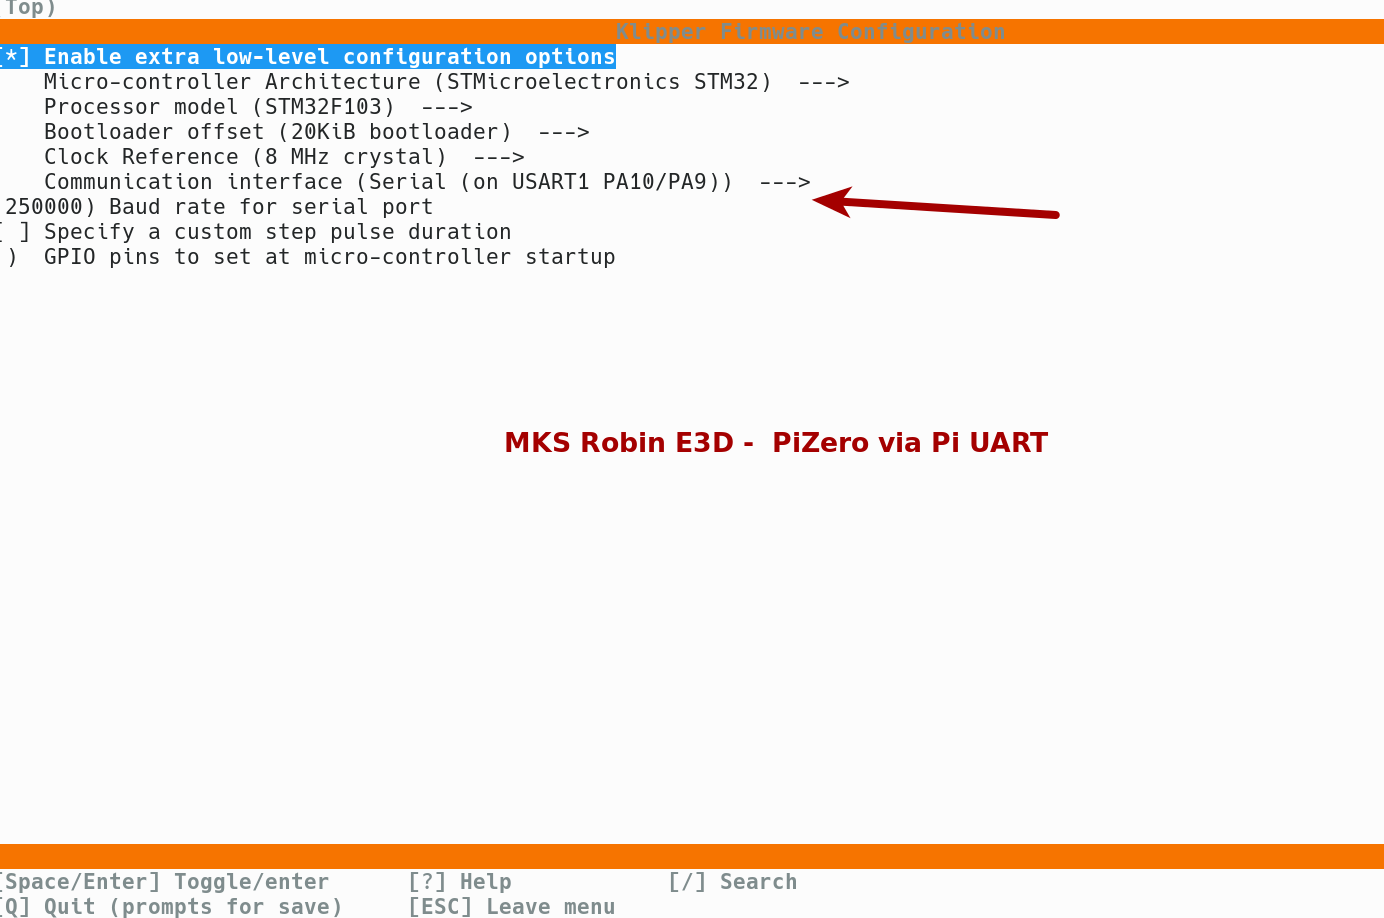 Top)
Klipper Firmware Configuration
[*] Enable extra low-level configuration options
Micro-controller Architecture (STMicroelectronics STM32)  --->
Processor model (STM32F103)  --->
Bootloader offset (20KiB bootloader)  --->
Clock Reference (8 MHz crystal)  --->
Communication interface (Serial (on USART1 PA10/PA9))  --->
250000) Baud rate for serial port
[ ] Specify a custom step pulse duration
)  GPIO pins to set at micro-controller startup
MKS Robin E3D -  PiZero via Pi UART
[Space/Enter] Toggle/enter      [?] Help            [/] Search
[Q] Quit (prompts for save)     [ESC] Leave menu